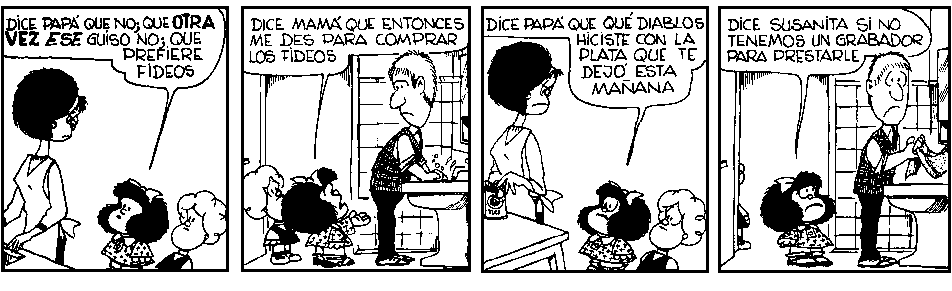 DICE PAPÁ QUE NO; QUE OTRA
VEZ ESE GUISO NO; QUE
PREFIERE
FIDEOS
DICE MAMÁ QUE ENTONCES
ME DES PARA COMPRAR
LOS FIDEOS
DICE PAPÁ QUE QUÉ DIABLOS
HICISTE CON LA
PLATA QUE TE
DEJÓ ESTA
MAÑANA
DICE SUSANITA SI NO
TENEMOS UN GRABADOR
PARA PRESTARLE